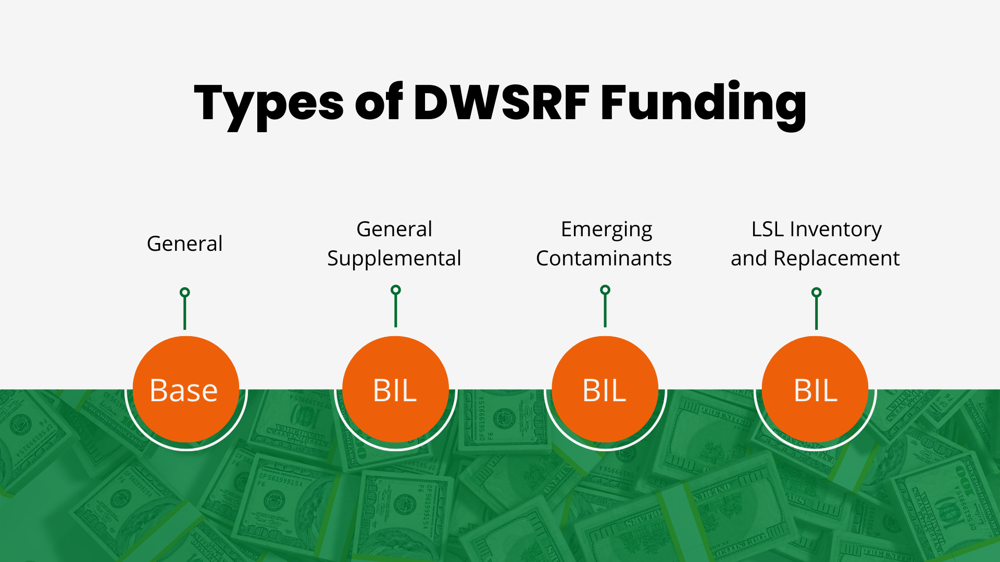 Types of DWSRF Funding
General
General
Supplemental
Emerging
Contaminants
LSL Inventory
and Replacement
Base
BIL
BIL
BIL